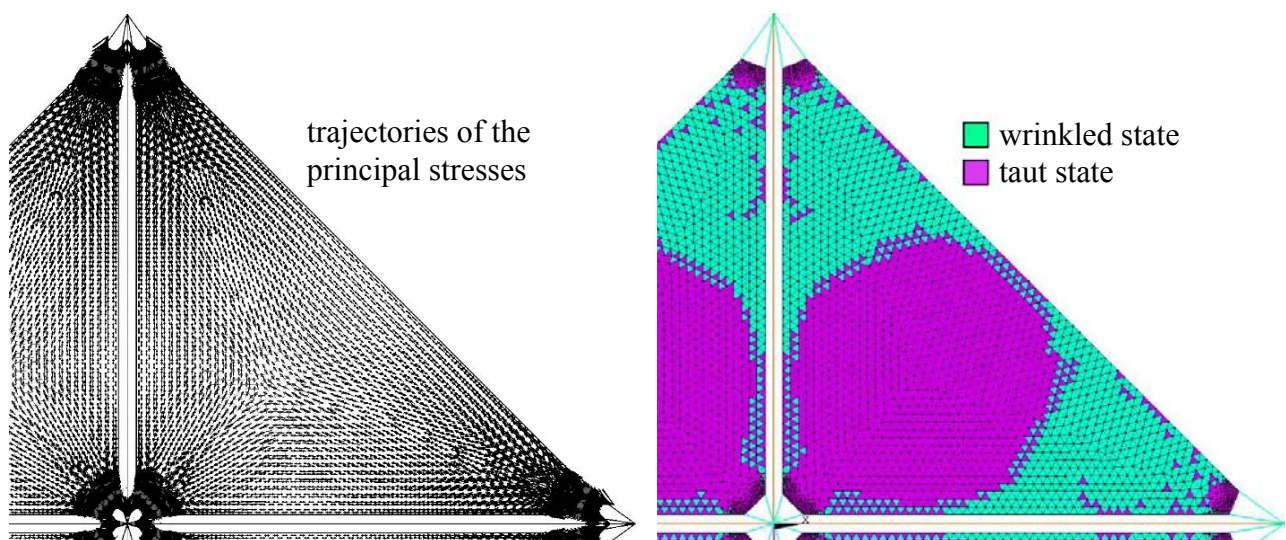 trajectories of the
principal stresses
wrinkled state
taut state
X